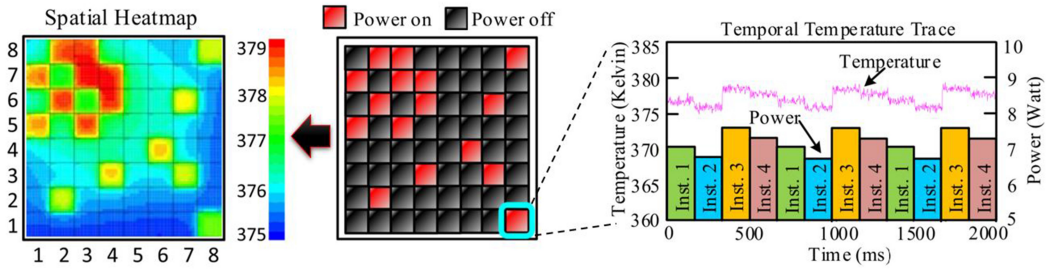 Spatial Heatmap
8
7
6
5
4
3
2
1
1 2 3 4 5 6 7 8
379
378
377
376
375
Power on
Power off
Temporal Temperature Trace
Temperature (Kelvin)
385
380
375
370
365
360
Temperature
Power
Inst. 1
Inst. 2
Inst. 3
Inst. 4
Inst. 1
Inst. 2
Inst. 3
Inst. 4
Inst. 1
Inst. 2
Inst. 3
Inst. 4
0 500 1000 1500 2000
Time (ms)
10
9
8
7
6
5
Power (Watt)